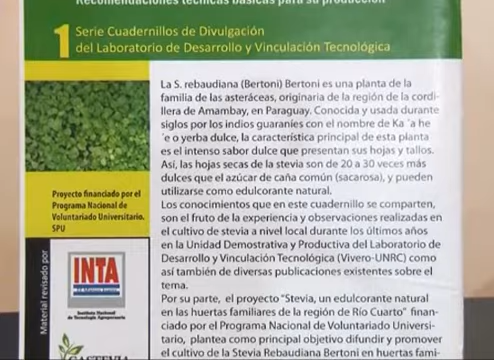 Recomendaciones técnicas básicas para su producción
1 Serie Cuadernillos de Divulgación
del Laboratorio de Desarrollo y Vinculación Tecnológica
La S. rebaudiana (Bertoni) Bertoni es una planta de la
familia de las asteráceas, originaria de la región de la cordi-
llera de Amambay, en Paraguay. Conocida y usada durante
siglos por los indios guaraníes con el nombre de Ka ´a he
´e o yerba dulce, la característica principal de esta planta
es el intenso sabor dulce que presentan sus hojas y tallos.
Así, las hojas secas de la stevia son de 20 a 30 veces más
dulces que el azúcar de caña común (sacarosa), y pueden
utilizarse como edulcorante natural.
Los conocimientos que en este cuadernillo se comparten,
son el fruto de la experiencia y observaciones realizadas en
el cultivo de stevia a nivel local durante los últimos años
en la Unidad Demostrativa y Productiva del Laboratorio de
Desarrollo y Vinculación Tecnológica (Vivero-UNRC) como
así también de diversas publicaciones existentes sobre el
tema.
Por su parte, el proyecto "Stevia, un edulcorante natural
en las huertas familiares de la región de Río Cuarto" finan-
ciado por el Programa Nacional de Voluntariado Universi-
tario, plantea como principal objetivo difundir y promover
el cultivo de la Stevia Rebaudiana Bertoni en huertas fami-
Proyecto financiado por el
Programa Nacional de
Voluntariado Universitario.
SPU
Material revisado por
INTA
Instituto Nacional
de Tecnología Agropecuaria